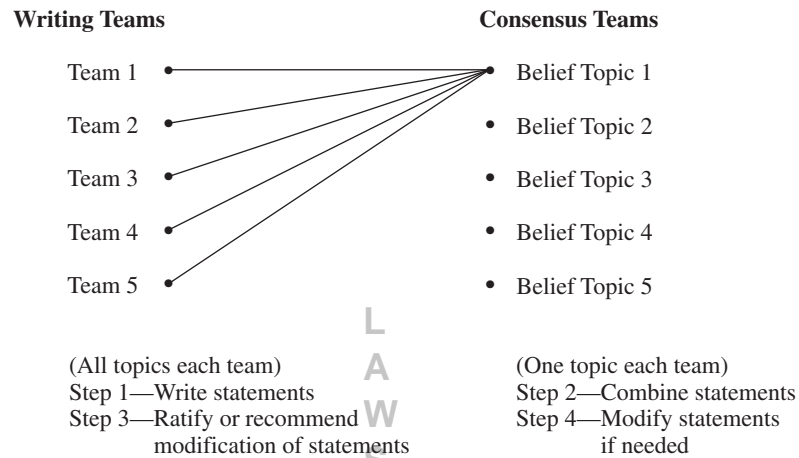 Writing Teams
Consensus Teams
Team 1
Belief Topic 1
Team 2
Belief Topic 2
Team 3
Belief Topic 3
Team 4
Belief Topic 4
Team 5
Belief Topic 5
(All topics each team)
Step 1—Write statements
Step 3—Ratify or recommend
modification of statements
(One topic each team)
Step 2—Combine statements
Step 4—Modify statements
if needed
L
A
W
S